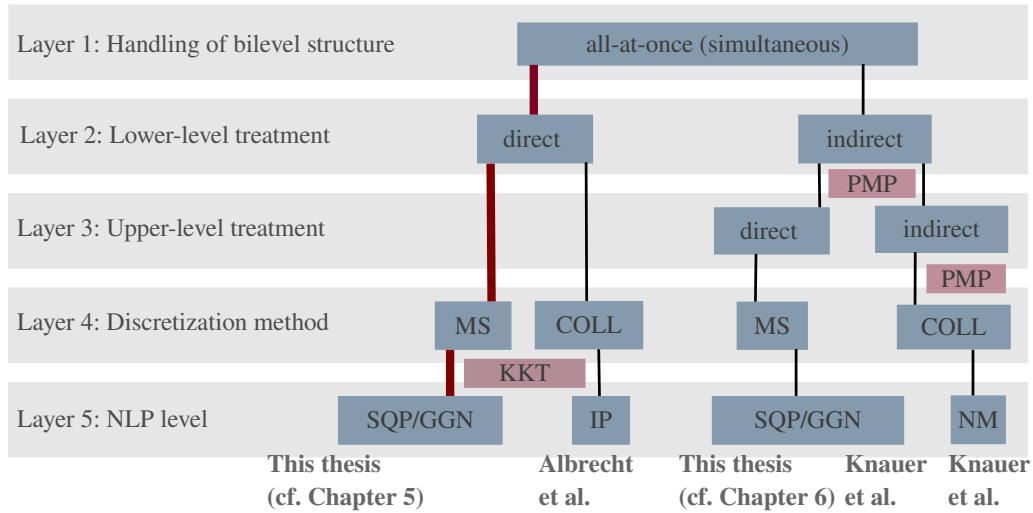 Layer 1: Handling of bilevel structure
all-at-once (simultaneous)
Layer 2: Lower-level treatment
direct
indirect
PMP
Layer 3: Upper-level treatment
direct
indirect
PMP
Layer 4: Discretization method
MS
COLL
MS
COLL
KKT
Layer 5: NLP level
SQP/GGN
IP
SQP/GGN
NM
This thesis
(cf. Chapter 5)
Albrecht
et al.
This thesis
(cf. Chapter 6)
Knauer
et al.
Knauer
et al.